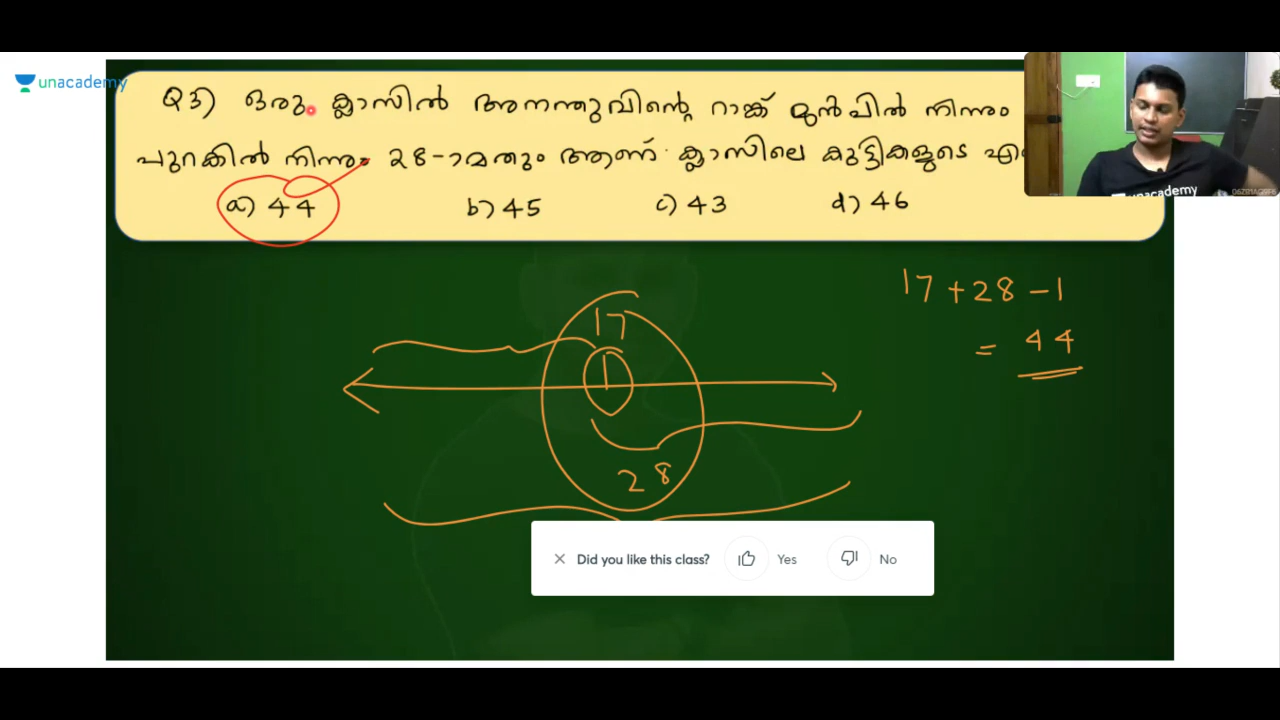 unacademy
Q3) ഒരു ക്ലാസിൽ അനന്തുവിന്റെ റാങ്ക് മുൻപിൽ നിന്നും
പുറകിൽ നിന്നും 28-ാമതും ആണ്. ക്ലാസിലെ കുട്ടികളുടെ
a) 44 b) 45 c) 43 d) 46
unacademy
17 + 28 - 1
= 44
17
1
28
Did you like this class? Yes No